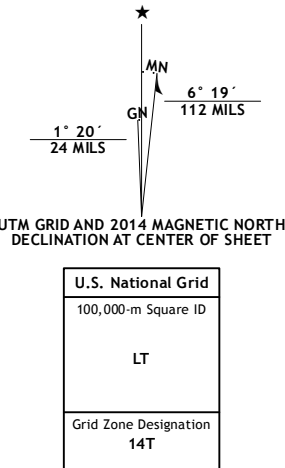 ★
MN
6° 19´
112 MILS
GN
1° 20´
24 MILS
UTM GRID AND 2014 MAGNETIC NORTH
DECLINATION AT CENTER OF SHEET
U.S. National Grid
100,000-m Square ID
LT
Grid Zone Designation
14T